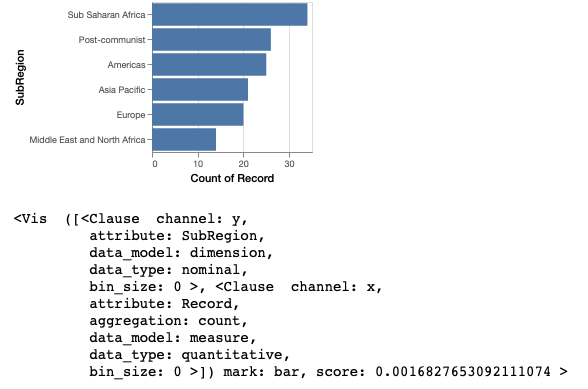 SubRegion
Sub Saharan Africa
Post-communist
Americas
Asia Pacific
Europe
Middle East and North Africa
0 10 20 30
Count of Record
<Vis ([<Clause channel: y,
attribute: SubRegion,
data_model: dimension,
data_type: nominal,
bin_size: 0 >, <Clause channel: x,
attribute: Record,
aggregation: count,
data_model: measure,
data_type: quantitative,
bin_size: 0 >]) mark: bar, score: 0.0016827653092111074 >